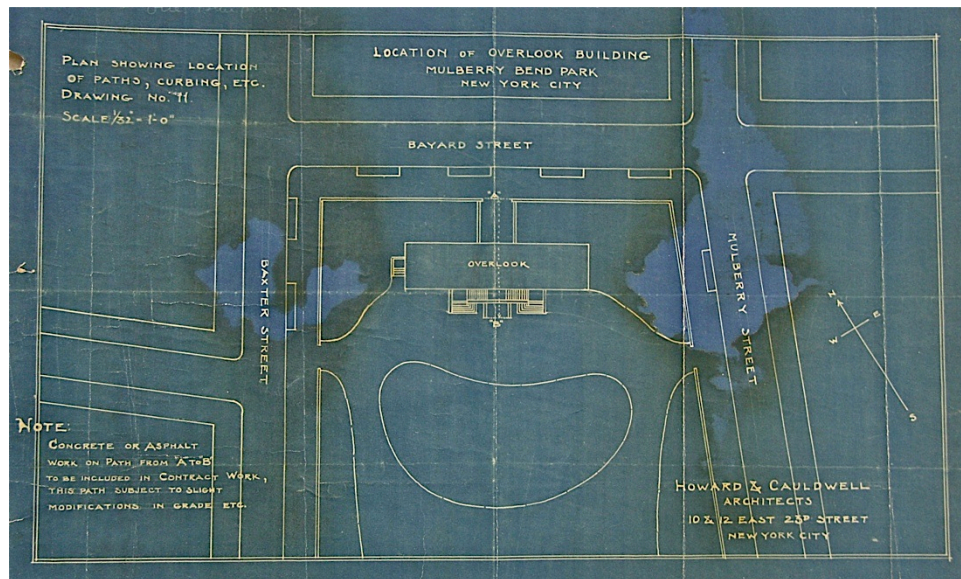 PLAN SHOWING LOCATION
OF PATHS, CURBING, ETC.
DRAWING NO. 11.
SCALE 1/32" = 1'-0"
LOCATION OF OVERLOOK BUILDING
MULBERRY BEND PARK
NEW YORK CITY
BAYARD STREET
"A"
OVERLOOK
"B"
BAXTER STREET
MULBERRY STREET
N
E
W
S
NOTE:
CONCRETE OR ASPHALT
WORK ON PATH FROM "A" TO "B"
TO BE INCLUDED IN CONTRACT WORK,
THIS PATH SUBJECT TO SLIGHT
MODIFICATIONS IN GRADE ETC.
HOWARD & CAULDWELL
ARCHITECTS
10 & 12 EAST 23RD STREET
NEW YORK CITY